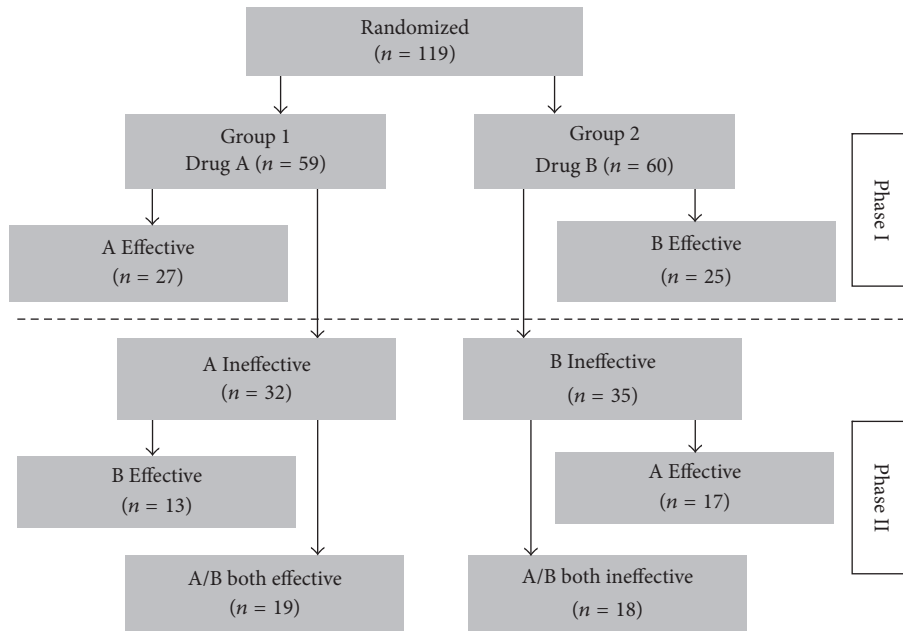 Randomized
(n = 119)
Group 1
Drug A (n = 59)
Group 2
Drug B (n = 60)
A Effective
(n = 27)
B Effective
(n = 25)
Phase I
A Ineffective
(n = 32)
B Ineffective
(n = 35)
B Effective
(n = 13)
A Effective
(n = 17)
Phase II
A/B both effective
(n = 19)
A/B both ineffective
(n = 18)